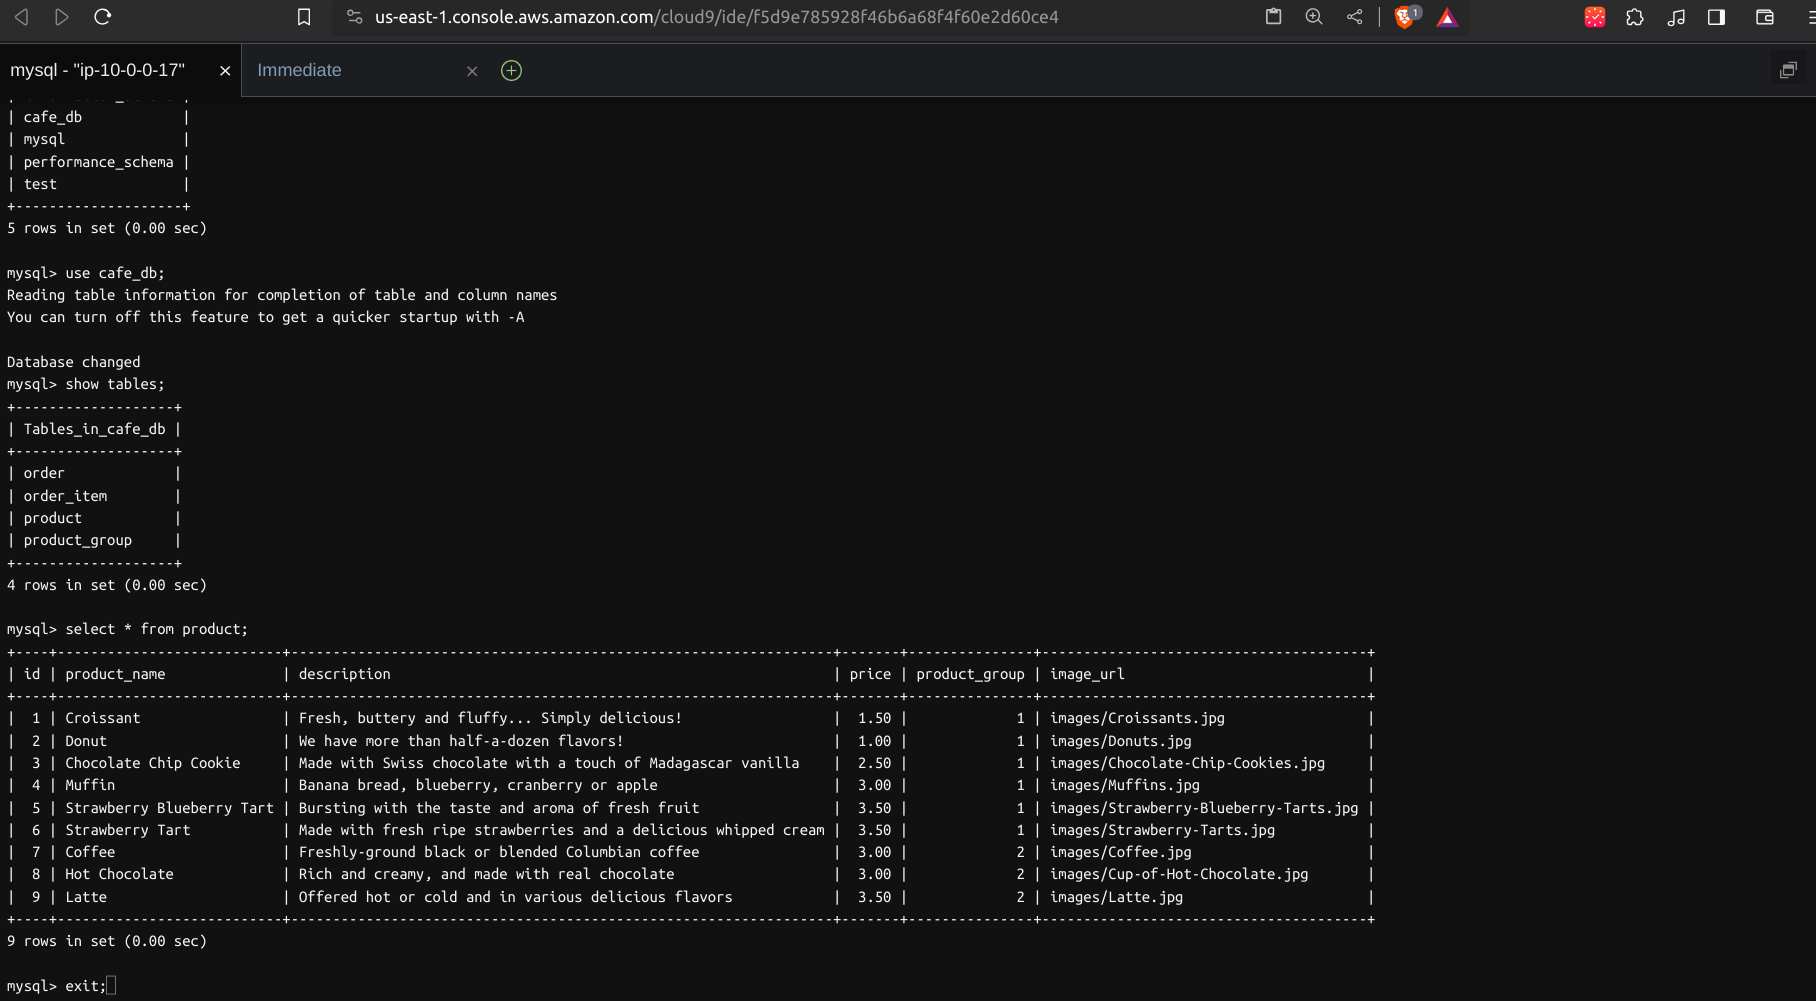 us-east-1.console.aws.amazon.com/cloud9/ide/f5d9e785928f46b6a68f4f60e2d60ce4
1
mysql - "ip-10-0-0-17" × Immediate ×
| cafe_db            |
| mysql              |
| performance_schema |
| test               |
+--------------------+
5 rows in set (0.00 sec)
mysql> use cafe_db;
Reading table information for completion of table and column names
You can turn off this feature to get a quicker startup with -A
Database changed
mysql> show tables;
+-------------------+
| Tables_in_cafe_db |
+-------------------+
| order             |
| order_item        |
| product           |
| product_group     |
+-------------------+
4 rows in set (0.00 sec)
mysql> select * from product;
+----+---------------------------+-----------------------------------------------------------------+-------+---------------+---------------------------------------+
| id | product_name              | description                                                     | price | product_group | image_url                             |
+----+---------------------------+-----------------------------------------------------------------+-------+---------------+---------------------------------------+
|  1 | Croissant                 | Fresh, buttery and fluffy... Simply delicious!                  |  1.50 |             1 | images/Croissants.jpg                 |
|  2 | Donut                     | We have more than half-a-dozen flavors!                         |  1.00 |             1 | images/Donuts.jpg                     |
|  3 | Chocolate Chip Cookie     | Made with Swiss chocolate with a touch of Madagascar vanilla    |  2.50 |             1 | images/Chocolate-Chip-Cookies.jpg     |
|  4 | Muffin                    | Banana bread, blueberry, cranberry or apple                     |  3.00 |             1 | images/Muffins.jpg                    |
|  5 | Strawberry Blueberry Tart | Bursting with the taste and aroma of fresh fruit                |  3.50 |             1 | images/Strawberry-Blueberry-Tarts.jpg |
|  6 | Strawberry Tart           | Made with fresh ripe strawberries and a delicious whipped cream |  3.50 |             1 | images/Strawberry-Tarts.jpg           |
|  7 | Coffee                    | Freshly-ground black or blended Columbian coffee                |  3.00 |             2 | images/Coffee.jpg                     |
|  8 | Hot Chocolate             | Rich and creamy, and made with real chocolate                   |  3.00 |             2 | images/Cup-of-Hot-Chocolate.jpg       |
|  9 | Latte                     | Offered hot or cold and in various delicious flavors            |  3.50 |             2 | images/Latte.jpg                      |
+----+---------------------------+-----------------------------------------------------------------+-------+---------------+---------------------------------------+
9 rows in set (0.00 sec)
mysql> exit;